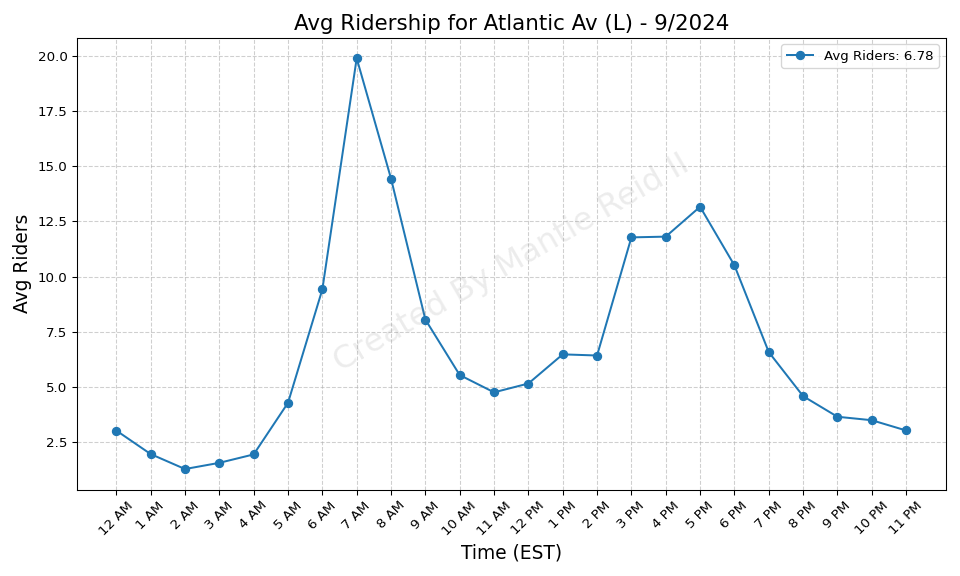 Avg Ridership for Atlantic Av (L) - 9/2024
Avg Riders: 6.78
20.0
17.5
15.0
12.5
10.0
7.5
5.0
2.5
Avg Riders
Created By Mantie Reid II
12 AM
1 AM
2 AM
3 AM
4 AM
5 AM
6 AM
7 AM
8 AM
9 AM
10 AM
11 AM
12 PM
1 PM
2 PM
3 PM
4 PM
5 PM
6 PM
7 PM
8 PM
9 PM
10 PM
11 PM
Time (EST)